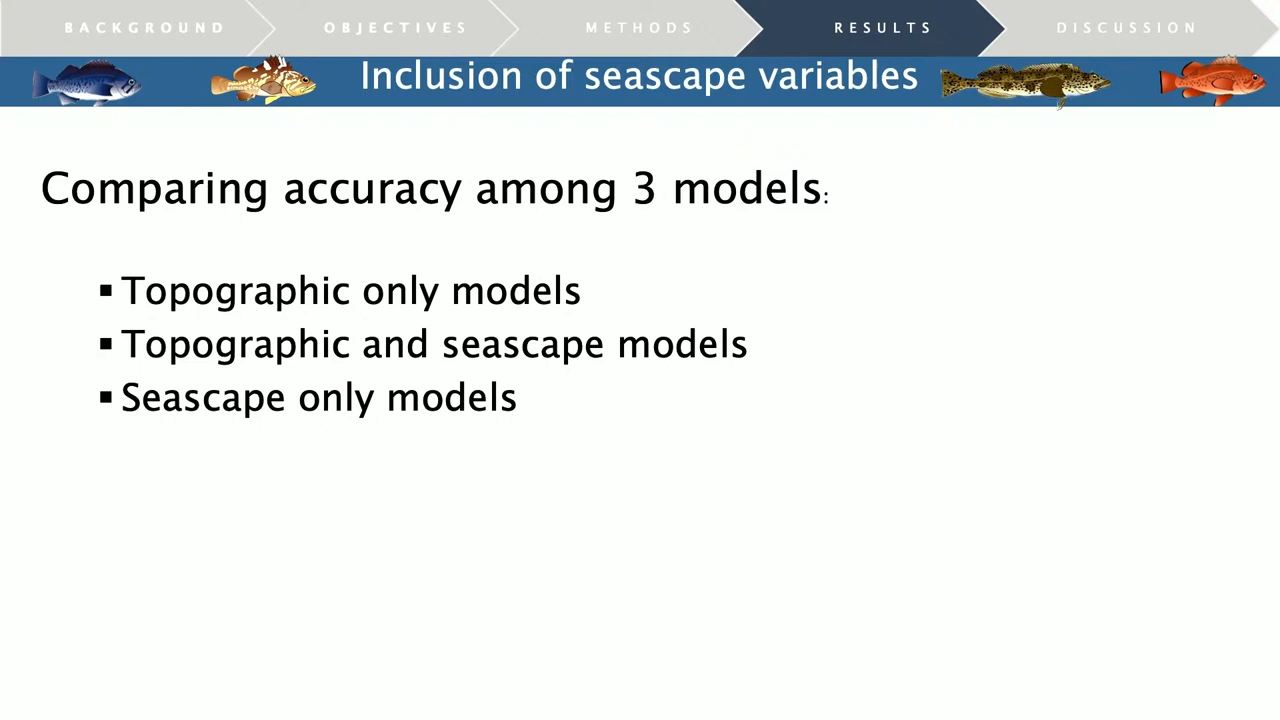 BACKGROUND OBJECTIVES METHODS RESULTS DISCUSSION
Inclusion of seascape variables
Comparing accuracy among 3 models:
▪ Topographic only models
▪ Topographic and seascape models
▪ Seascape only models